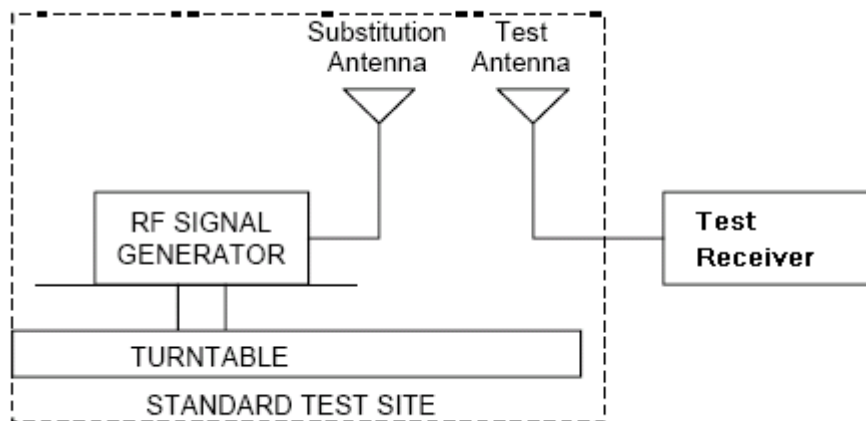 Substitution
Antenna
Test
Antenna
RF SIGNAL
GENERATOR
Test
Receiver
TURNTABLE
STANDARD TEST SITE